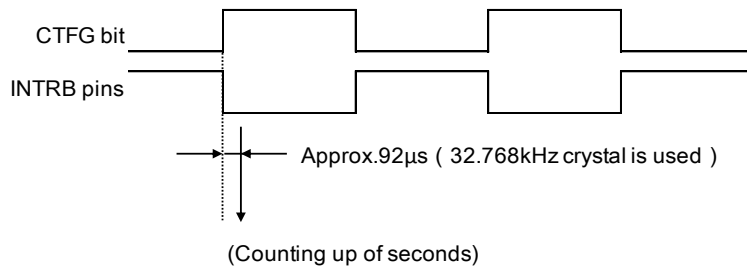 CTFG bit
INTRB pins
Approx.92μs ( 32.768kHz crystal is used )
(Counting up of seconds)